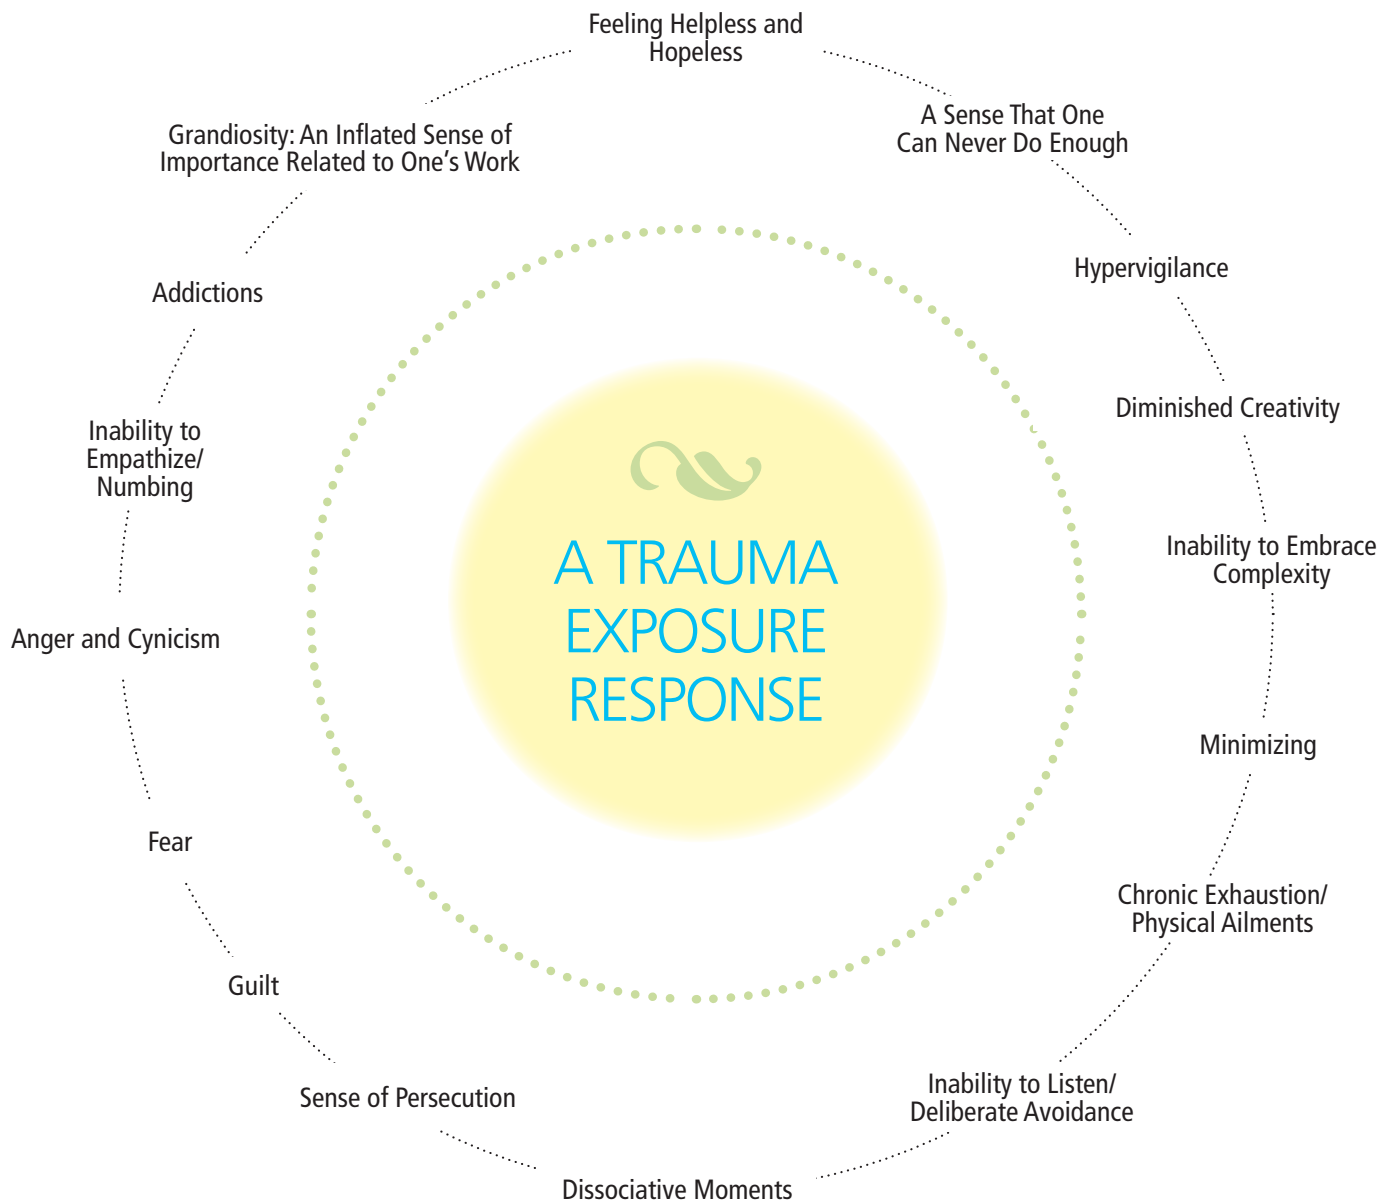 Feeling Helpless and
Hopeless
A Sense That One
Can Never Do Enough
Hypervigilance
Diminished Creativity
Inability to Embrace
Complexity
Minimizing
Chronic Exhaustion/
Physical Ailments
Inability to Listen/
Deliberate Avoidance
Dissociative Moments
Sense of Persecution
Guilt
Fear
Anger and Cynicism
Inability to
Empathize/
Numbing
Addictions
Grandiosity: An Inflated Sense of
Importance Related to One's Work
A TRAUMA
EXPOSURE
RESPONSE